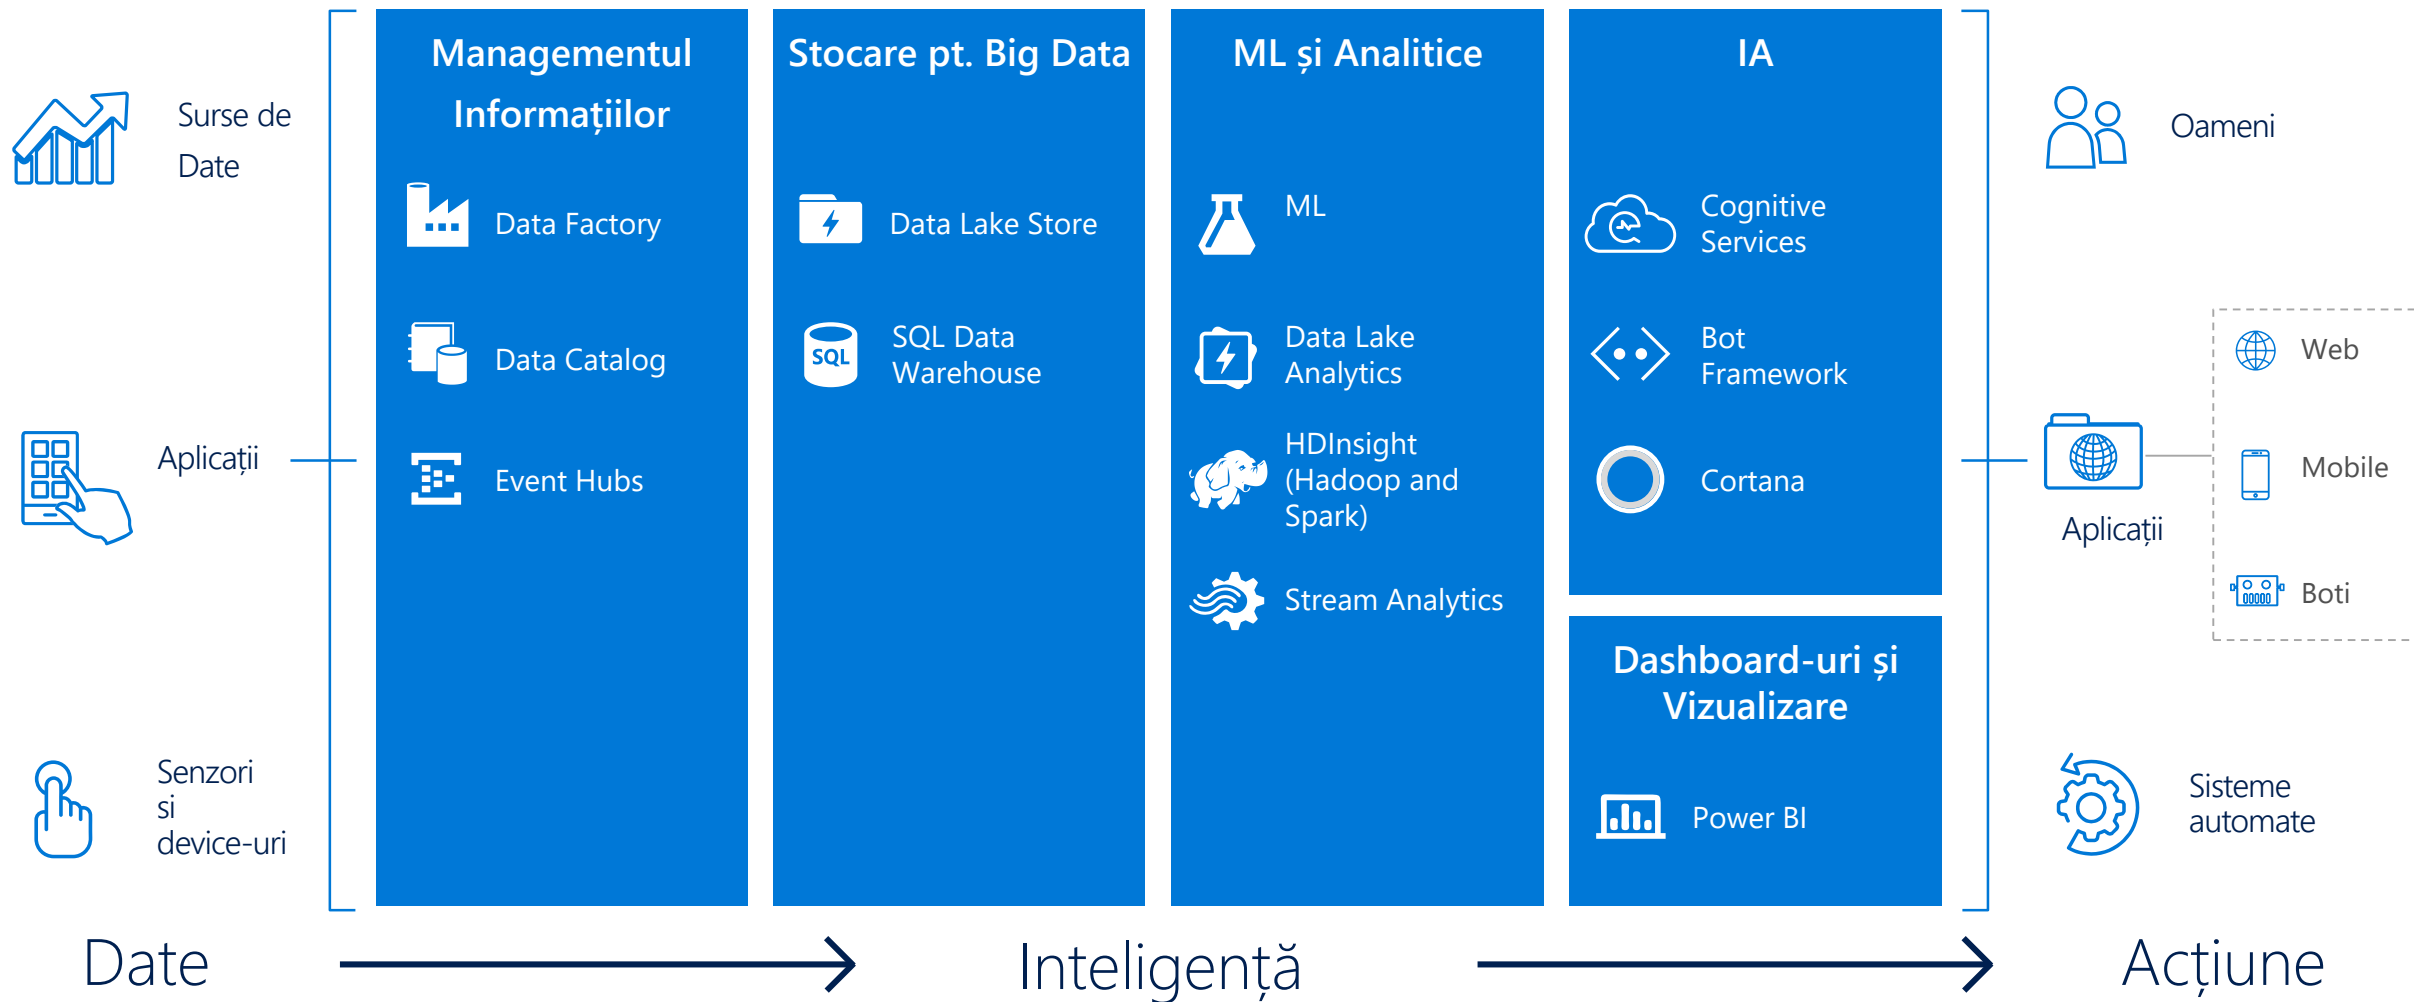 Surse de
Date
Aplicații
Senzori
si
device-uri
Managementul
Informațiilor
Data Factory
Data Catalog
Event Hubs
Stocare pt. Big Data
Data Lake Store
SQL
SQL Data
Warehouse
ML și Analitice
ML
Data Lake
Analytics
HDInsight
(Hadoop and
Spark)
Stream Analytics
IA
Cognitive
Services
Bot
Framework
Cortana
Dashboard-uri și
Vizualizare
Power BI
Oameni
Aplicații
Web
Mobile
Boti
Sisteme
automate
Date
Inteligență
Acțiune